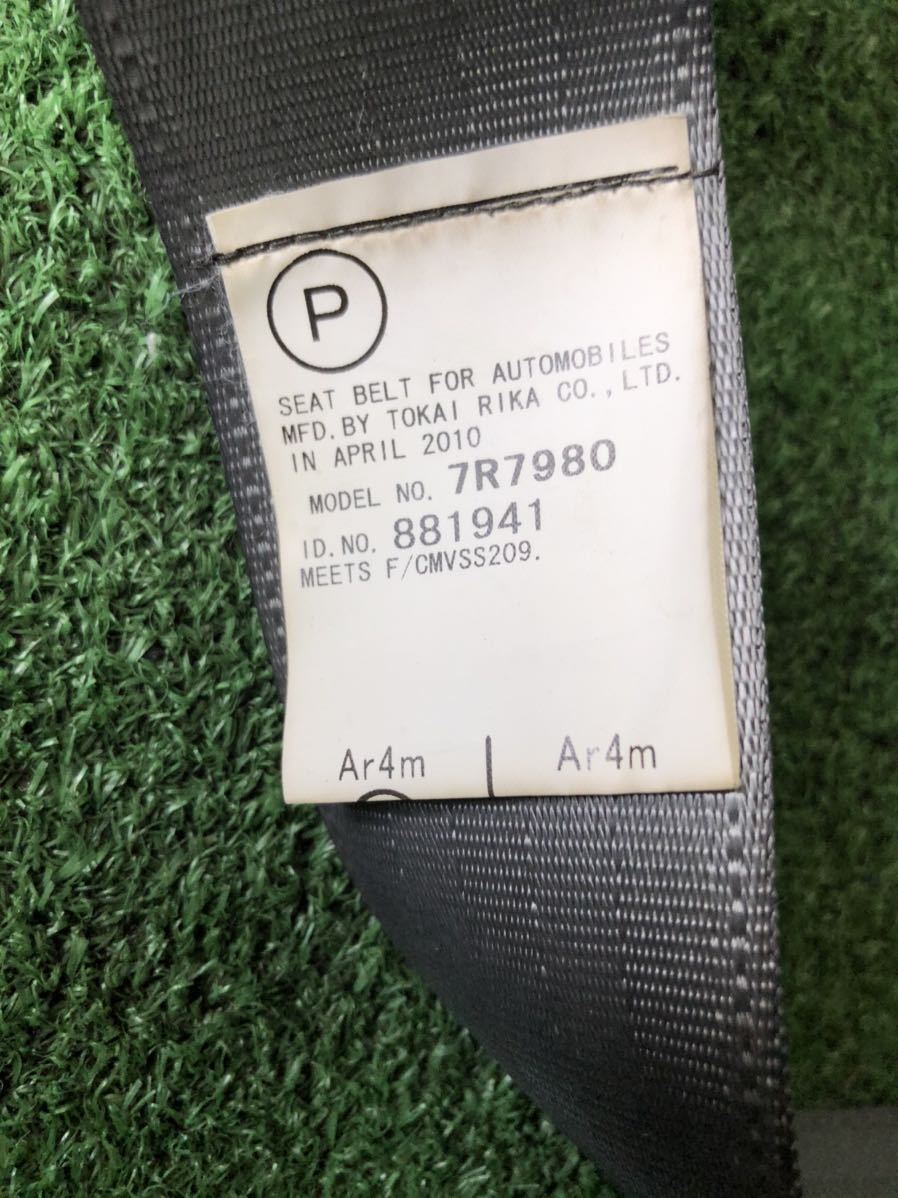 P
SEAT BELT FOR AUTOMOBILES
MFD. BY TOKAI RIKA CO., LTD.
IN APRIL 2010
MODEL NO. 7R7980
ID. NO. 881941
MEETS F/CMVSS209.
Ar4m | Ar4m